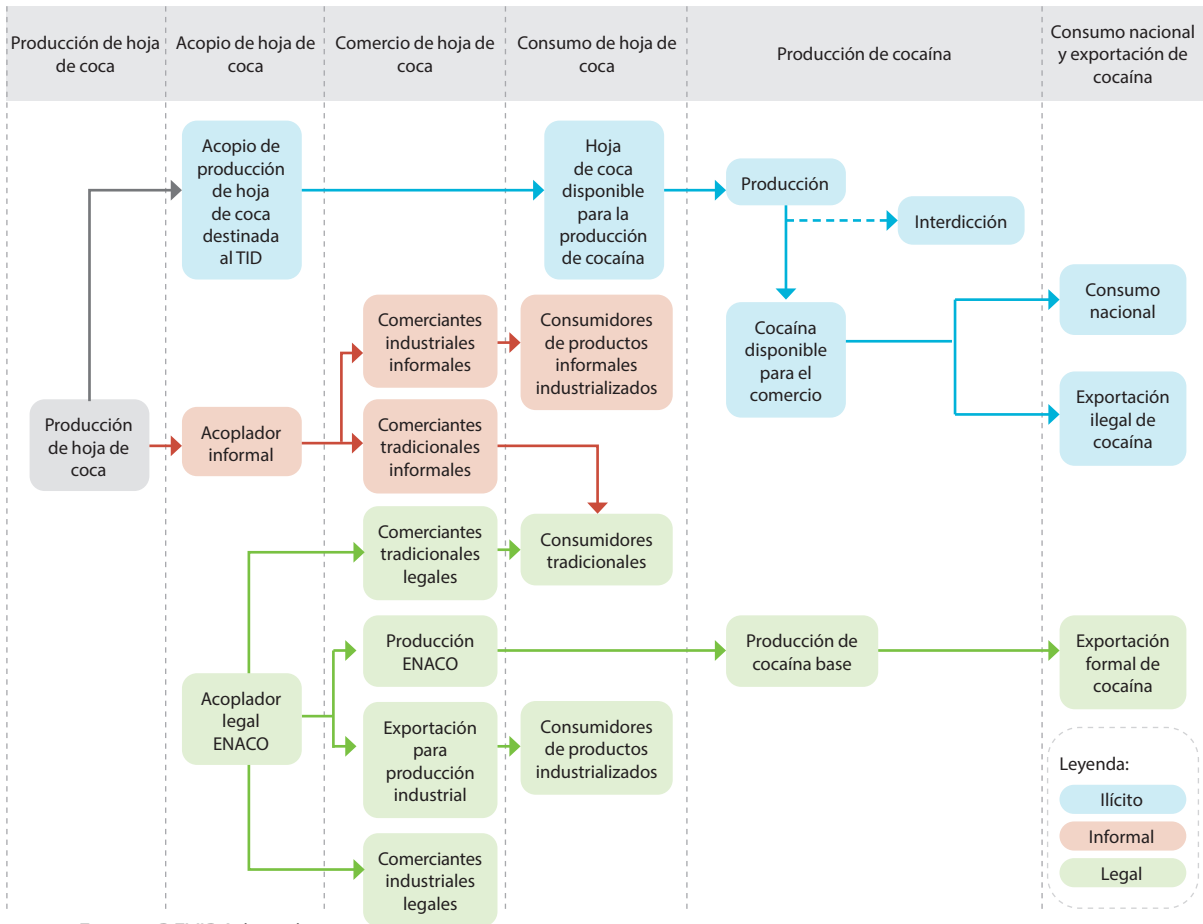 Producción de hoja
de coca
Acopio de hoja de
coca
Comercio de hoja de
coca
Consumo de hoja de
coca
Producción de cocaína
Consumo nacional
y exportación de
cocaína
Acopio de
producción
de hoja
de coca
destinada
al TID
Hoja
de coca
disponible
para la
producción
de cocaína
Producción
Interdicción
Consumo
nacional
Comerciantes
industriales
informales
Consumidores
de productos
informales
industrializados
Cocaína
disponible
para el
comercio
Exportación
ilegal de
cocaína
Producción
de hoja de
coca
Acoplador
informal
Comerciantes
tradicionales
informales
Comerciantes
tradicionales
legales
Consumidores
tradicionales
Producción
ENACO
Producción de
cocaína base
Exportación
formal de
cocaína
Acoplador
legal
ENACO
Exportación
para
producción
industrial
Consumidores
de productos
industrializados
Comerciantes
industriales
legales
Leyenda:
Ilícito
Informal
Legal